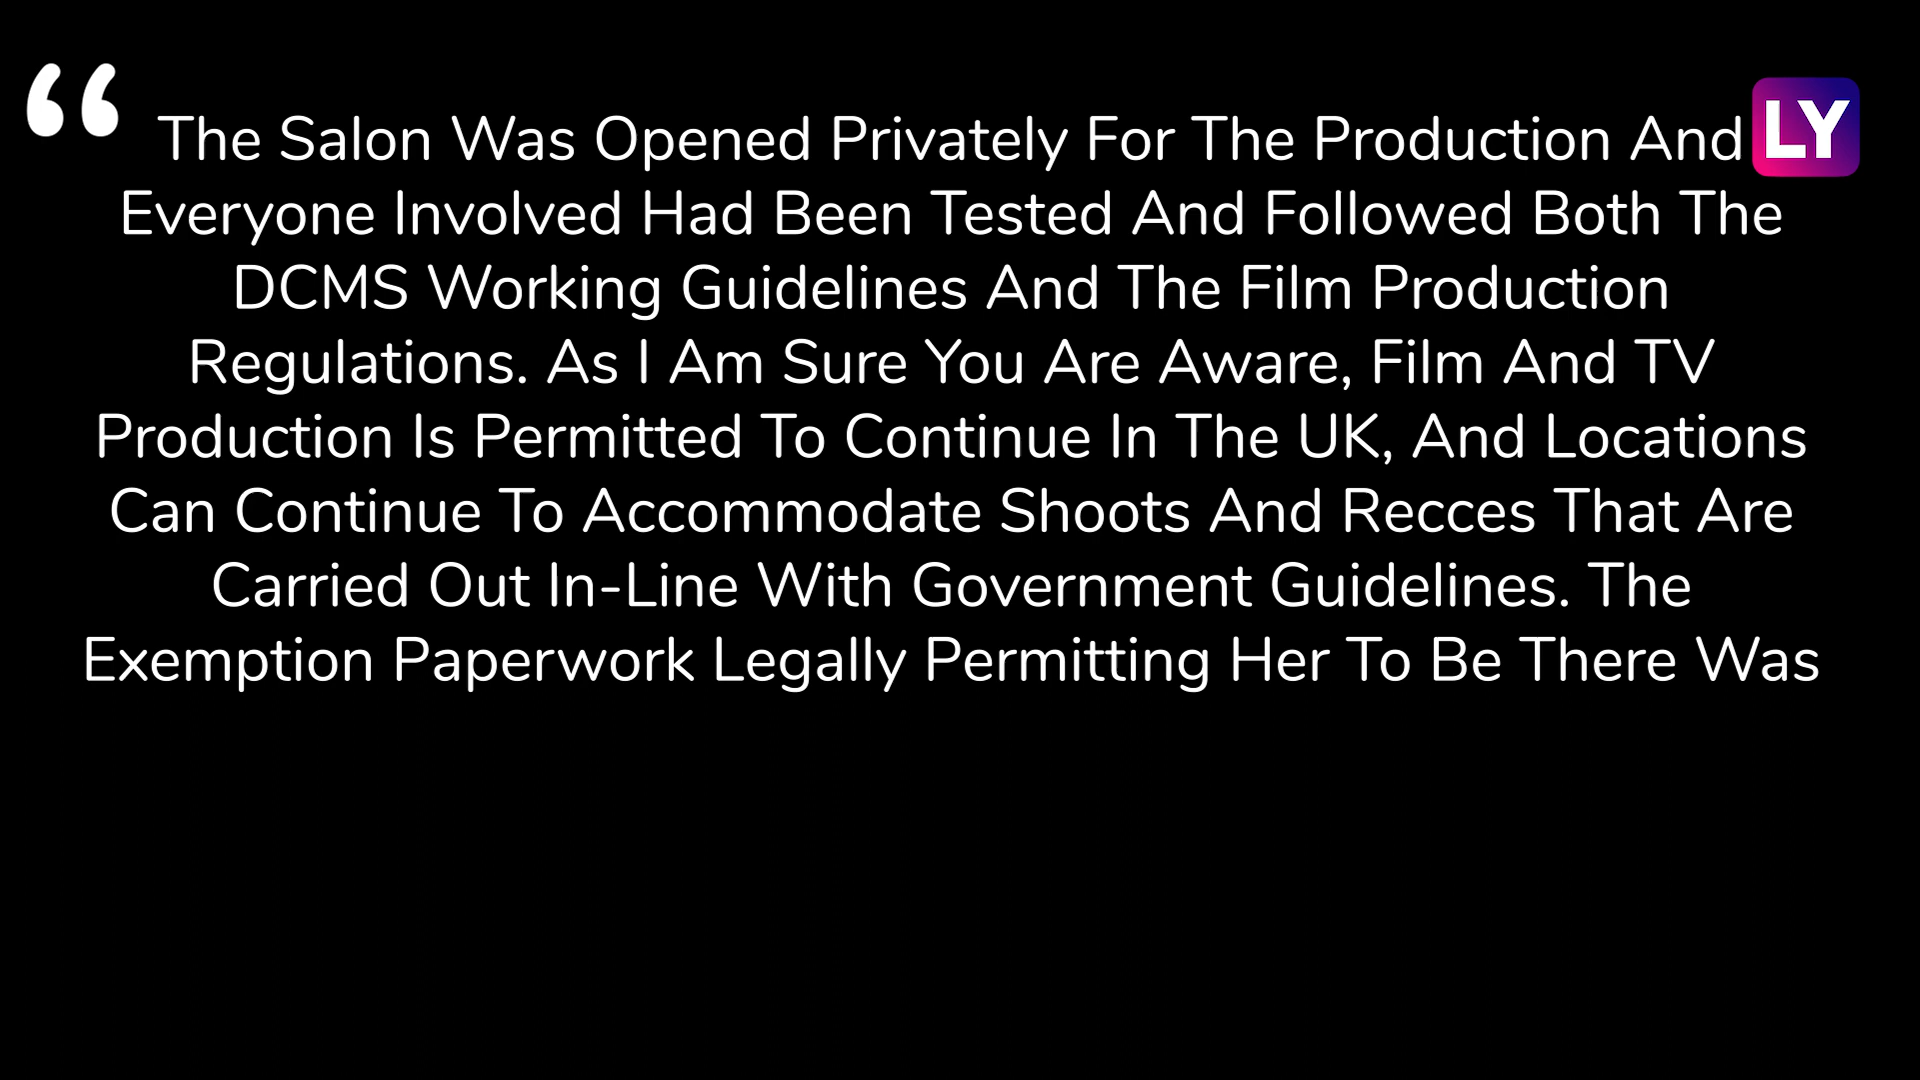 “ The Salon Was Opened Privately For The Production And
LY
Everyone Involved Had Been Tested And Followed Both The
DCMS Working Guidelines And The Film Production
Regulations. As I Am Sure You Are Aware, Film And TV
Production Is Permitted To Continue In The UK, And Locations
Can Continue To Accommodate Shoots And Recces That Are
Carried Out In-Line With Government Guidelines. The
Exemption Paperwork Legally Permitting Her To Be There Was